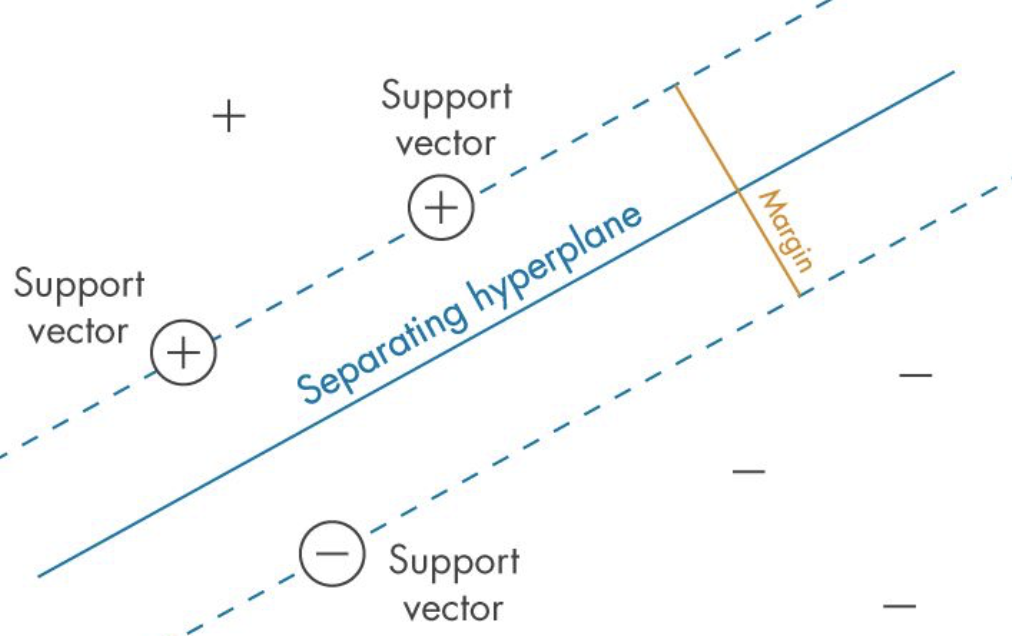 Support
vector
+
+
Separating hyperplane
Margin
Support
vector
+
−
−
−
Support
vector
−